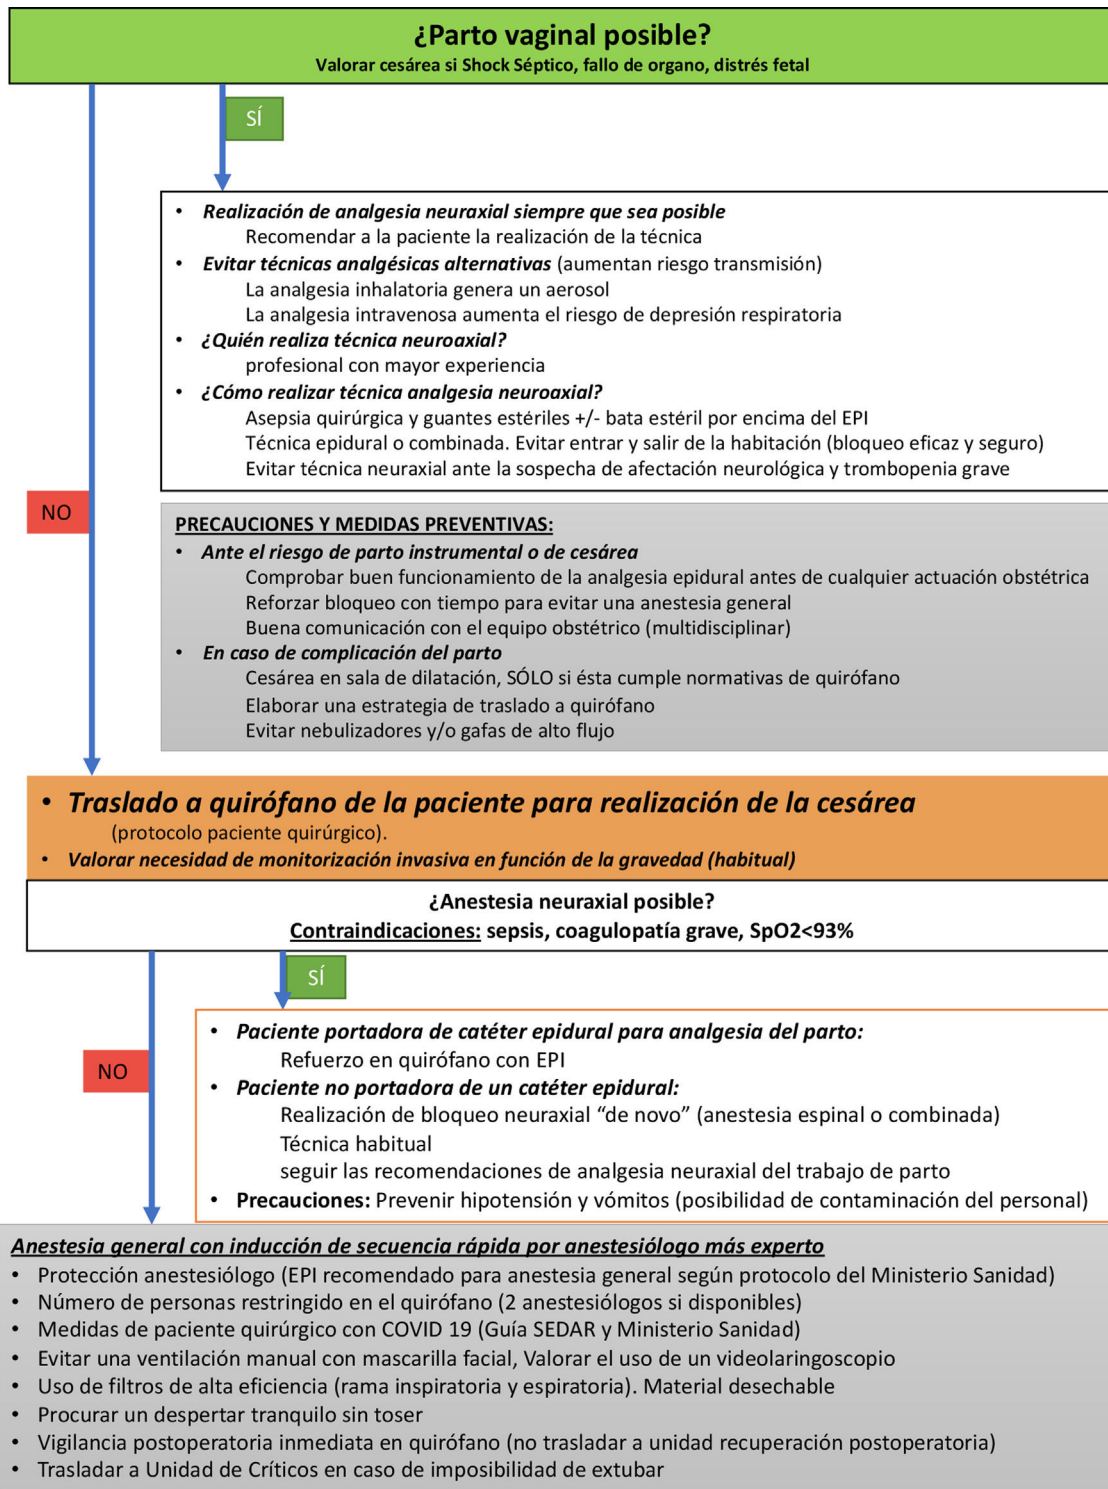 ¿Parto vaginal posible?
Valorar cesárea si Shock Séptico, fallo de organo, distrés fetal
SÍ
• Realización de analgesia neuraxial siempre que sea posible
Recomendar a la paciente la realización de la técnica
• Evitar técnicas analgésicas alternativas (aumentan riesgo transmisión)
La analgesia inhalatoria genera un aerosol
La analgesia intravenosa aumenta el riesgo de depresión respiratoria
• ¿Quién realiza técnica neuroaxial?
profesional con mayor experiencia
• ¿Cómo realizar técnica analgesia neuroaxial?
Asepsia quirúrgica y guantes estériles +/- bata estéril por encima del EPI
Técnica epidural o combinada. Evitar entrar y salir de la habitación (bloqueo eficaz y seguro)
Evitar técnica neuraxial ante la sospecha de afectación neurológica y trombopenia grave
NO
PRECAUCIONES Y MEDIDAS PREVENTIVAS:
• Ante el riesgo de parto instrumental o de cesárea
Comprobar buen funcionamiento de la analgesia epidural antes de cualquier actuación obstétrica
Reforzar bloqueo con tiempo para evitar una anestesia general
Buena comunicación con el equipo obstétrico (multidisciplinar)
• En caso de complicación del parto
Cesárea en sala de dilatación, SÓLO si ésta cumple normativas de quirófano
Elaborar una estrategia de traslado a quirófano
Evitar nebulizadores y/o gafas de alto flujo
• Traslado a quirófano de la paciente para realización de la cesárea
(protocolo paciente quirúrgico).
• Valorar necesidad de monitorización invasiva en función de la gravedad (habitual)
¿Anestesia neuraxial posible?
Contraindicaciones: sepsis, coagulopatía grave, SpO2<93%
SÍ
• Paciente portadora de catéter epidural para analgesia del parto:
Refuerzo en quirófano con EPI
NO
• Paciente no portadora de un catéter epidural:
Realización de bloqueo neuraxial “de novo” (anestesia espinal o combinada)
Técnica habitual
seguir las recomendaciones de analgesia neuraxial del trabajo de parto
• Precauciones: Prevenir hipotensión y vómitos (posibilidad de contaminación del personal)
Anestesia general con inducción de secuencia rápida por anestesiólogo más experto
• Protección anestesiólogo (EPI recomendado para anestesia general según protocolo del Ministerio Sanidad)
• Número de personas restringido en el quirófano (2 anestesiólogos si disponibles)
• Medidas de paciente quirúrgico con COVID 19 (Guía SEDAR y Ministerio Sanidad)
• Evitar una ventilación manual con mascarilla facial, Valorar el uso de un videolaringoscopio
• Uso de filtros de alta eficiencia (rama inspiratoria y espiratoria). Material desechable
• Procurar un despertar tranquilo sin toser
• Vigilancia postoperatoria inmediata en quirófano (no trasladar a unidad recuperación postoperatoria)
• Trasladar a Unidad de Críticos en caso de imposibilidad de extubar